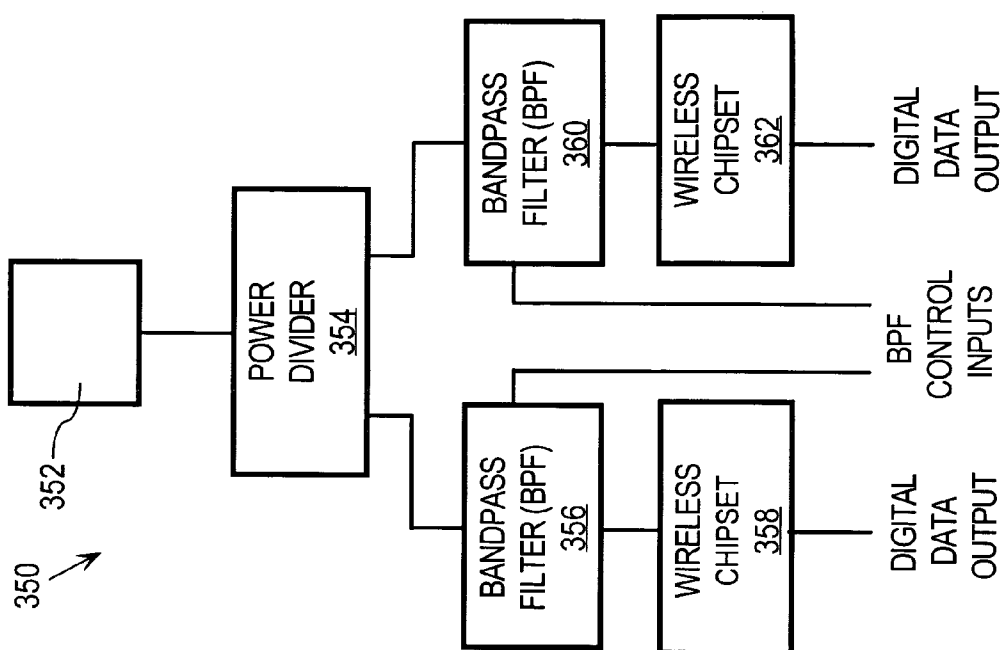 350
352
POWER
DIVIDER
354
BANDPASS
FILTER (BPF)
356
BANDPASS
FILTER (BPF)
360
WIRELESS
CHIPSET
358
WIRELESS
CHIPSET
362
DIGITAL
DATA
OUTPUT
BPF
CONTROL
INPUTS
DIGITAL
DATA
OUTPUT